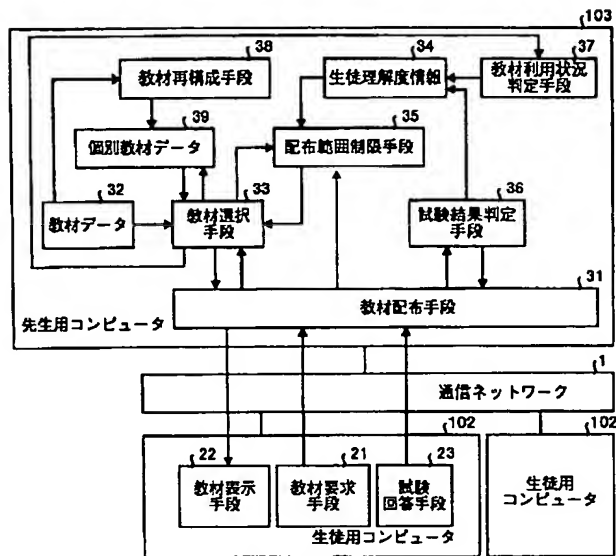 103
38
教材再構成手段
34
生徒理解度情報
37
教材利用状況
判定手段
39
個別教材データ
35
配布範囲制限手段
32
教材データ
33
教材選択
手段
36
試験結果判定
手段
31
教材配布手段
先生用コンピュータ
1
通信ネットワーク
102
102
22
教材表示
手段
21
教材要求
手段
23
試験
回答手段
生徒用コンピュータ
生徒用
コンピュータ